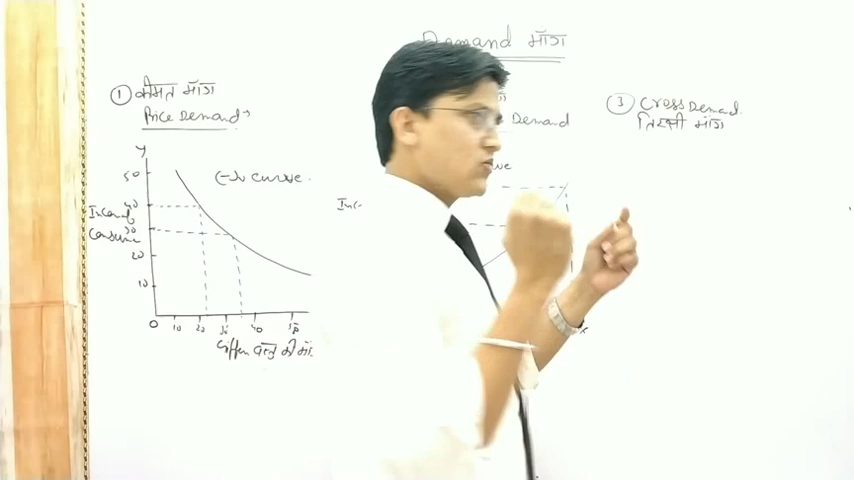 Demand माँग
① कीमत माँग
Price Demand→
y
50
40
30
20
10
0
10 20 30 40 50
(-)ve curve.
Giffen वस्तु की
Demand
③ Cross Demand.
तिरछी माँग